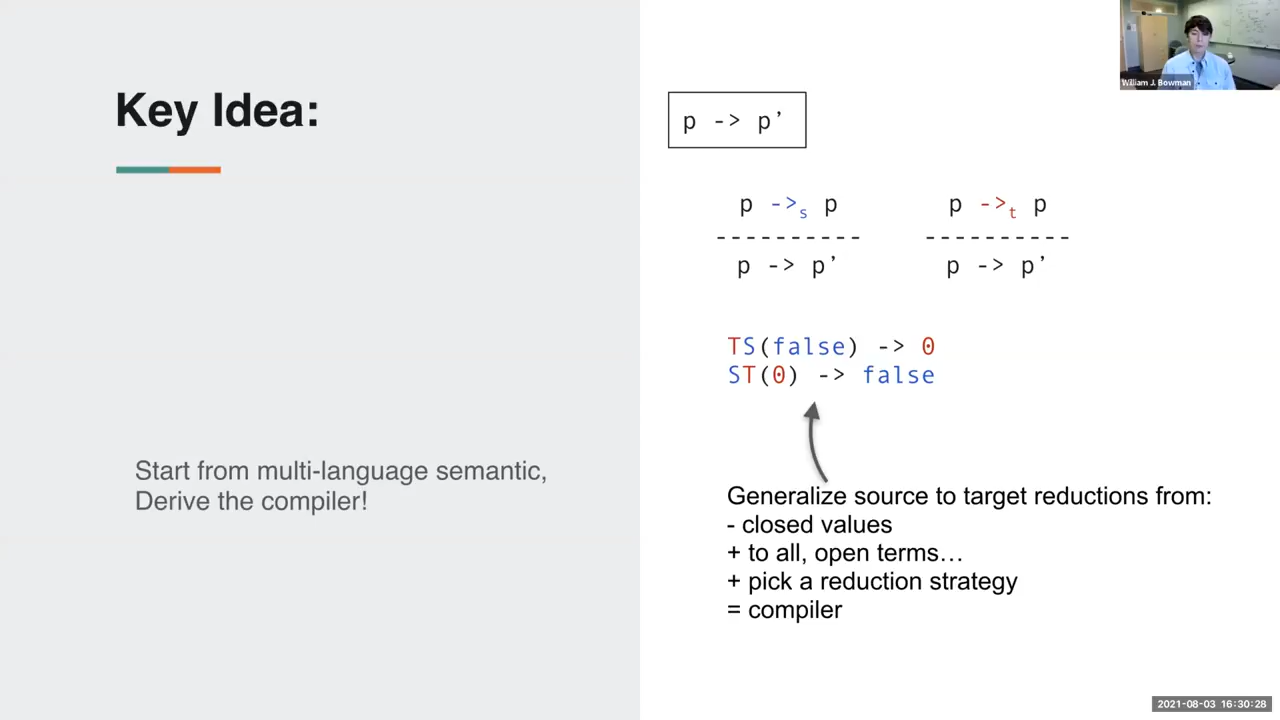 Key Idea:
Start from multi-language semantic,
Derive the compiler!
p -> p’
p ->s p
p ->t p
----------
----------
p -> p’
p -> p’
TS(false) -> 0
ST(0) -> false
Generalize source to target reductions from:
- closed values
+ to all, open terms…
+ pick a reduction strategy
= compiler
William J. Bowman
2021-08-03 16:30:28